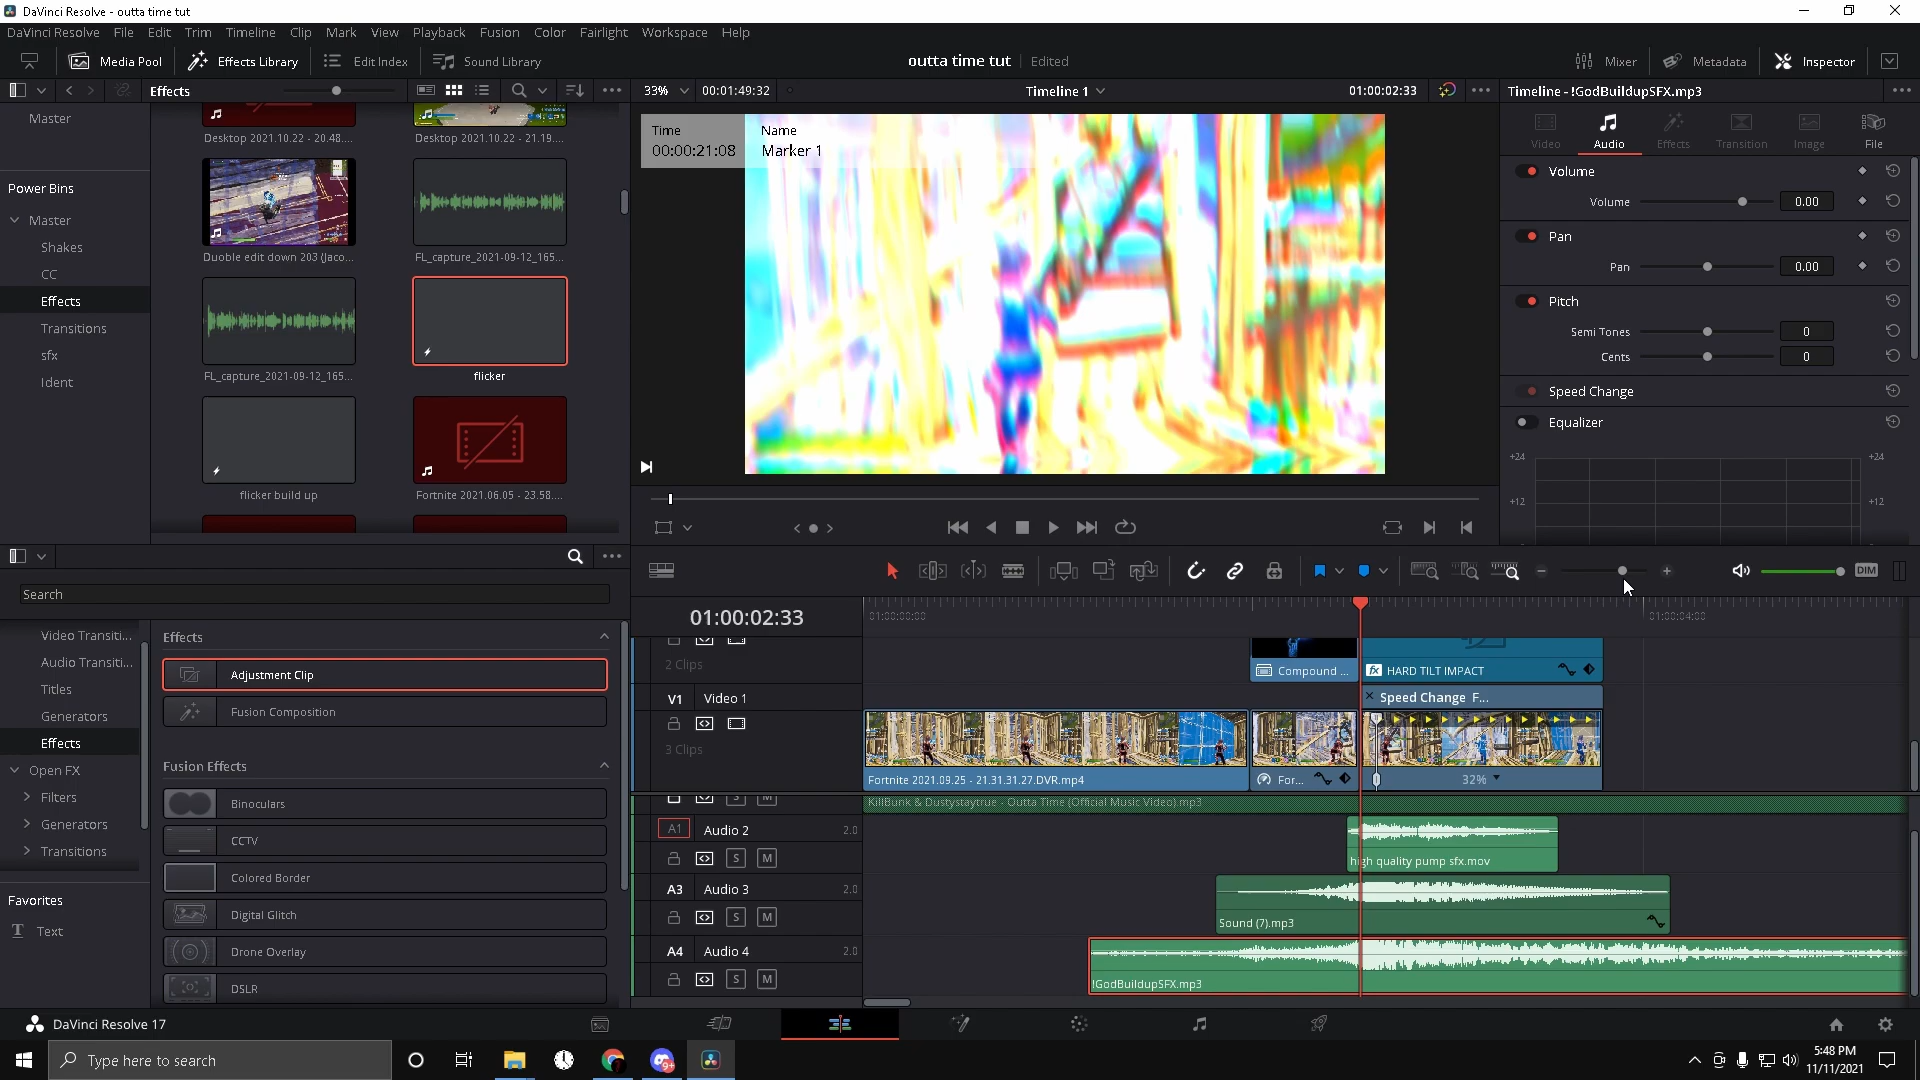 DaVinci Resolve - outta time tut
DaVinci Resolve File Edit Trim Timeline Clip Mark View Playback Fusion Color Fairlight Workspace Help
Media Pool Effects Library Edit Index Sound Library
outta time tut Edited
Mixer Metadata Inspector
Effects
33% 00:01:49:32 Timeline 1 01:00:02:33
Timeline - !GodBuildupSFX.mp3
Master
Power Bins
Master
Shakes
CC
Effects
Transitions
sfx
Ident
Desktop 2021.10.22 - 20.48....
Desktop 2021.10.22 - 21.19....
Duoble edit down 203 (Jaco...
FL_capture_2021-09-12_165...
FL_capture_2021-09-12_165...
flicker
flicker build up
Fortnite 2021.06.05 - 23.58....
Time Name
00:00:21:08 Marker 1
Video Audio Effects Transition Image File
Volume
Volume 0.00
Pan
Pan 0.00
Pitch
Semi Tones 0
Cents 0
Speed Change
Equalizer
+24 +24
+12 +12
Search
Video Transiti...
Audio Transiti...
Titles
Generators
Effects
Open FX
Filters
Generators
Transitions
Favorites
T Text
Effects
Adjustment Clip
Fusion Composition
Fusion Effects
Binoculars
CCTV
Colored Border
Digital Glitch
Drone Overlay
DSLR
DIM
01:00:02:33
01:00:00:00 01:00:04:00
2 Clips
Compound ... fx HARD TILT IMPACT
V1 Video 1
Speed Change F...
3 Clips
Fortnite 2021.09.25 - 21.31.31.27.DVR.mp4 For... 32%
S M
KillBunk & Dustystaytrue - Outta Time (Official Music Video).mp3
A1 Audio 2 2.0
S M
high quality pump sfx.mov
A3 Audio 3 2.0
S M
Sound (7).mp3
A4 Audio 4 2.0
S M
!GodBuildupSFX.mp3
DaVinci Resolve 17
Type here to search
9+
5:48 PM
11/11/2021